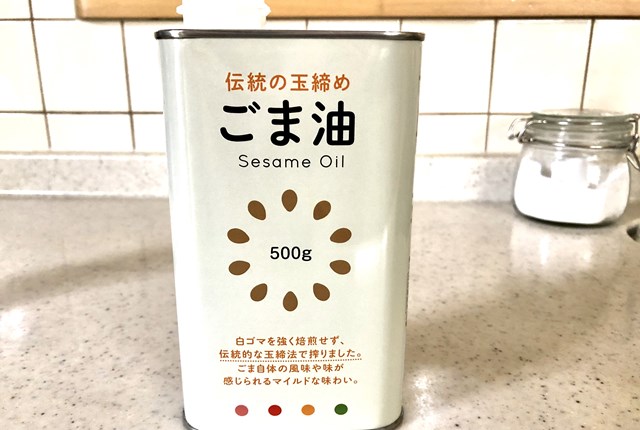 伝統の玉締め
ごま油
Sesame Oil
500g
白ゴマを強く焙煎せず、
伝統的な玉締法で搾りました。
ごま自体の風味や味が
感じられるマイルドな味わい。